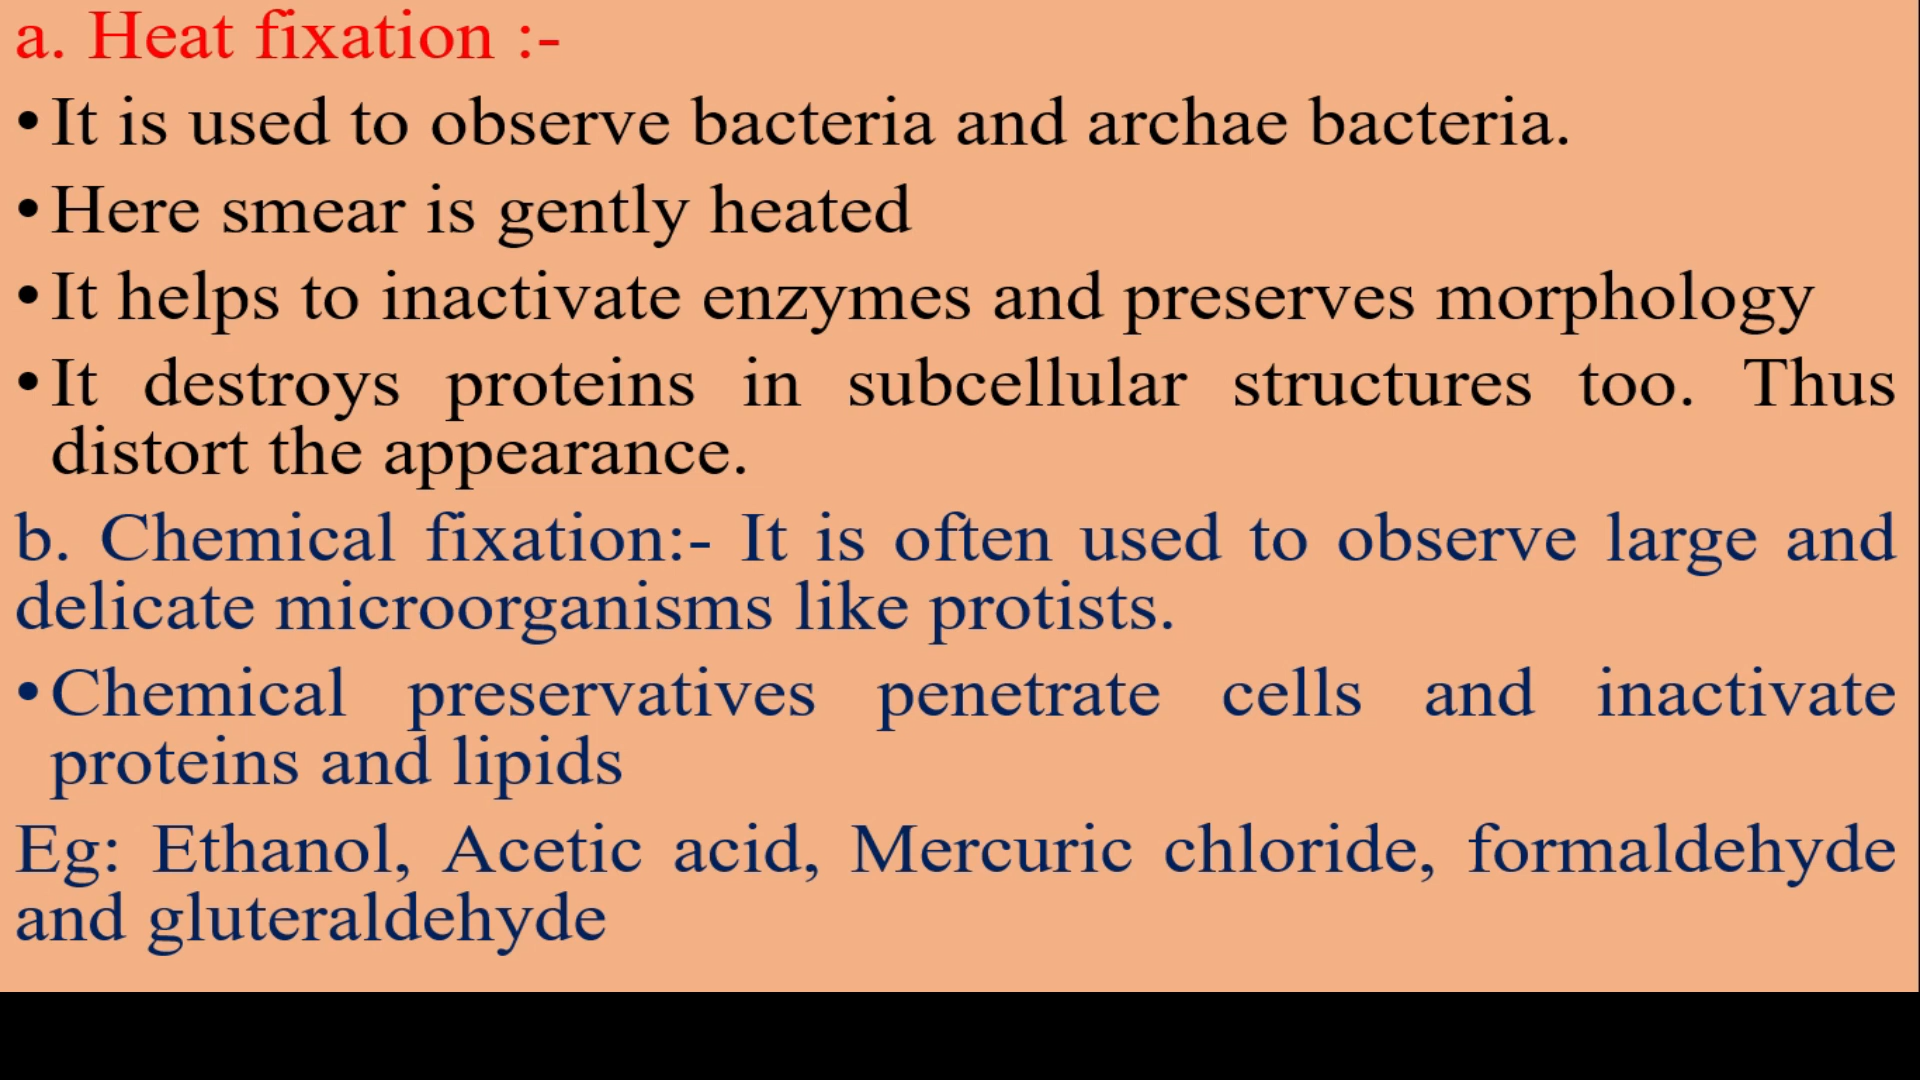 a. Heat fixation :-
•It is used to observe bacteria and archae bacteria.
•Here smear is gently heated
•It helps to inactivate enzymes and preserves morphology
•It destroys proteins in subcellular structures too. Thus
distort the appearance.
b. Chemical fixation:- It is often used to observe large and
delicate microorganisms like protists.
•Chemical preservatives penetrate cells and inactivate
proteins and lipids
Eg: Ethanol, Acetic acid, Mercuric chloride, formaldehyde
and gluteraldehyde